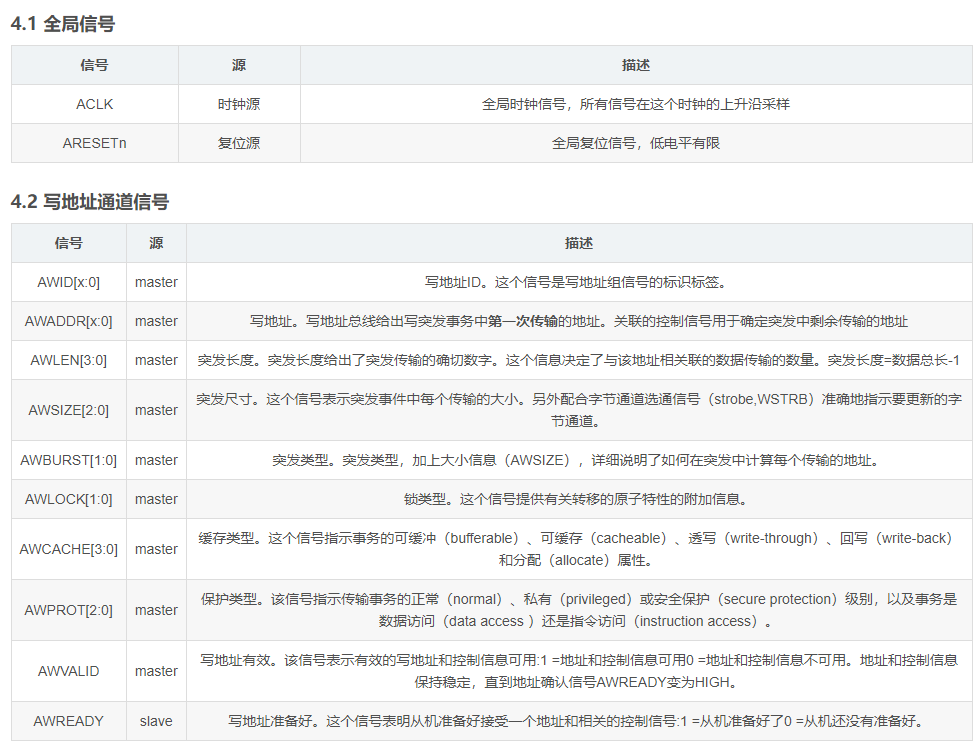 4.1 全局信号
信号 源 描述
ACLK 时钟源 全局时钟信号，所有信号在这个时钟的上升沿采样
ARESETn 复位源 全局复位信号，低电平有限
4.2 写地址通道信号
信号 源 描述
AWID[x:0] master 写地址ID。这个信号是写地址组信号的标识标签。
AWADDR[x:0] master 写地址。写地址总线给出写突发事务中第一次传输的地址。关联的控制信号用于确定突发中剩余传输的地址
AWLEN[3:0] master 突发长度。突发长度给出了突发传输的确切数字。这个信息决定了与该地址相关联的数据传输的数量。突发长度=数据总长-1
AWSIZE[2:0] master 突发尺寸。这个信号表示突发事件中每个传输的大小。另外配合字节通道选通信号（strobe,WSTRB）准确地指示要更新的字
节通道。
AWBURST[1:0] master 突发类型。突发类型，加上大小信息（AWSIZE），详细说明了如何在突发中计算每个传输的地址。
AWLOCK[1:0] master 锁类型。这个信号提供有关转移的原子特性的附加信息。
AWCACHE[3:0] master 缓存类型。这个信号指示事务的可缓冲（bufferable）、可缓存（cacheable）、透写（write-through）、回写（write-back）
和分配（allocate）属性。
AWPROT[2:0] master 保护类型。该信号指示传输事务的正常（normal）、私有（privileged）或安全保护（secure protection）级别，以及事务是
数据访问（data access ）还是指令访问（instruction access）。
AWVALID master 写地址有效。该信号表示有效的写地址和控制信息可用:1 =地址和控制信息可用0 =地址和控制信息不可用。地址和控制信息
保持稳定，直到地址确认信号AWREADY变为HIGH。
AWREADY slave 写地址准备好。这个信号表明从机准备好接受一个地址和相关的控制信号:1 =从机准备好了0 =从机还没有准备好。